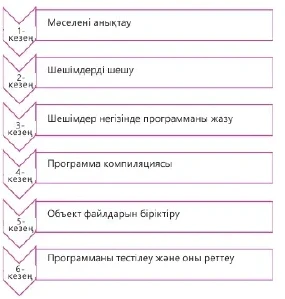 1-
кезең
Мәселені анықтау
2-
кезең
Шешімдерді шешу
3-
кезең
Шешімдер негізінде программаны жазу
4-
кезең
Программа компиляциясы
5-
кезең
Объект файлдарын біріктіру
6-
кезең
Программаны тестілеу және оны реттеу